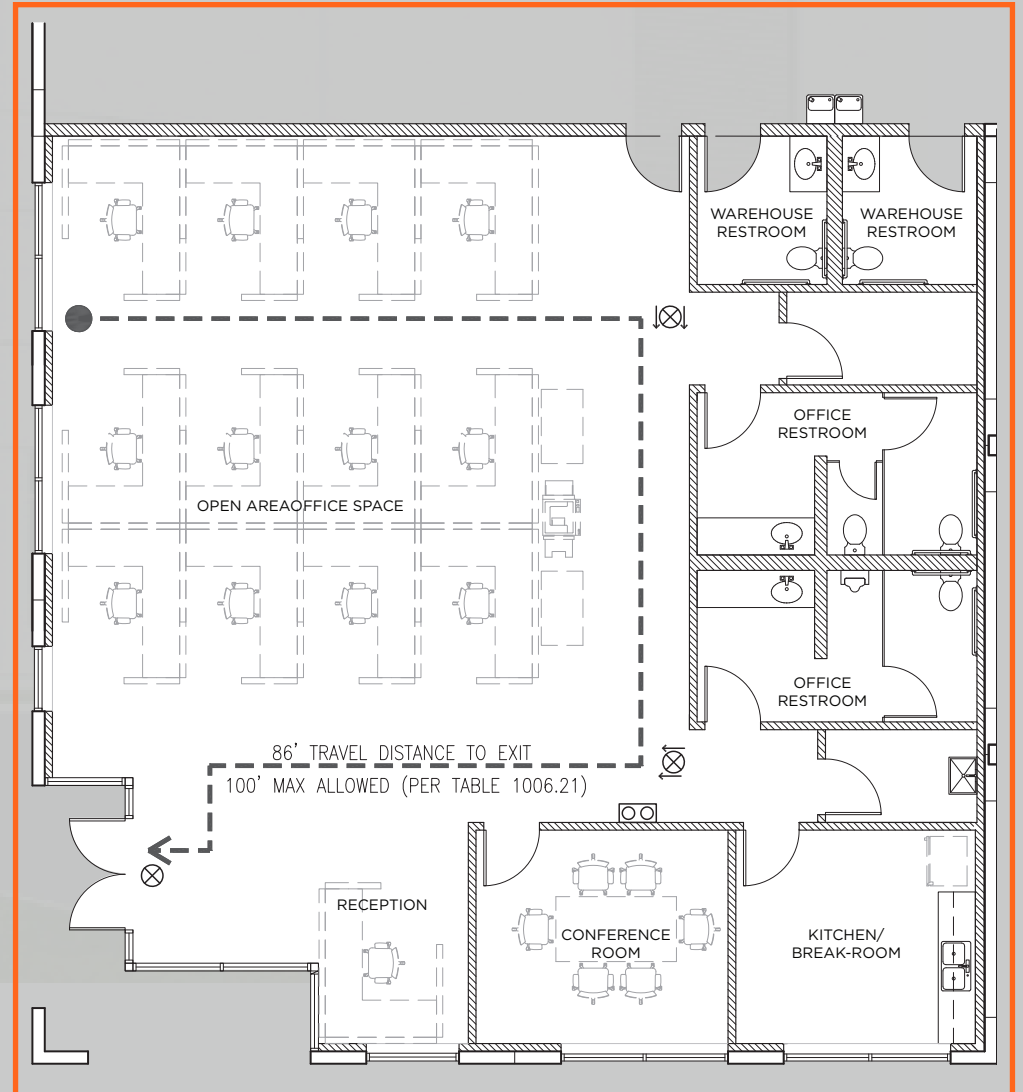 WAREHOUSE
RESTROOM
WAREHOUSE
RESTROOM
OFFICE
RESTROOM
OPEN AREAOFFICE SPACE
OFFICE
RESTROOM
86' TRAVEL DISTANCE TO EXIT
100' MAX ALLOWED (PER TABLE 1006.21)
RECEPTION
CONFERENCE
ROOM
KITCHEN/
BREAK-ROOM